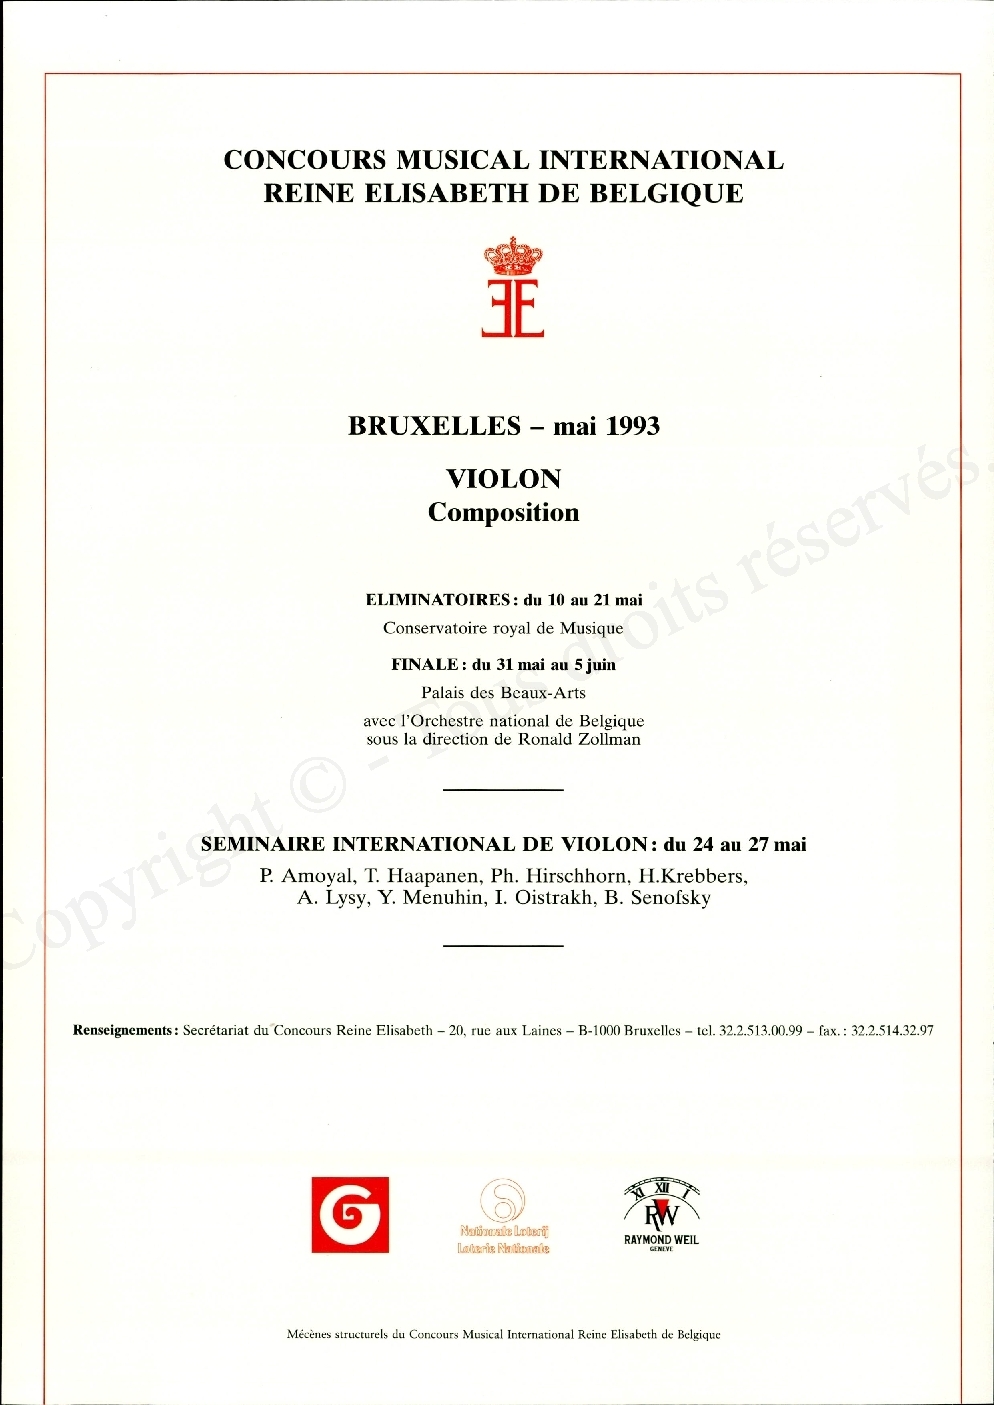 CONCOURS MUSICAL INTERNATIONAL
REINE ELISABETH DE BELGIQUE
BRUXELLES – mai 1993
VIOLON
Composition
ELIMINATOIRES : du 10 au 21 mai
Conservatoire royal de Musique
FINALE : du 31 mai au 5 juin
Palais des Beaux-Arts
avec l'Orchestre national de Belgique
sous la direction de Ronald Zollman
SEMINAIRE INTERNATIONAL DE VIOLON : du 24 au 27 mai
P. Amoyal, T. Haapanen, Ph. Hirschhorn, H.Krebbers,
A. Lysy, Y. Menuhin, I. Oistrakh, B. Senofsky
Renseignements : Secrétariat du Concours Reine Elisabeth – 20, rue aux Laines – B-1000 Bruxelles – tel. 32.2.513.00.99 – fax. : 32.2.514.32.97
G
Nationale Loterij
Loterie Nationale
XI XII I
RW
RAYMOND WEIL
GENEVE
Mécènes structurels du Concours Musical International Reine Elisabeth de Belgique
Copyright © - Tous droits réservés.